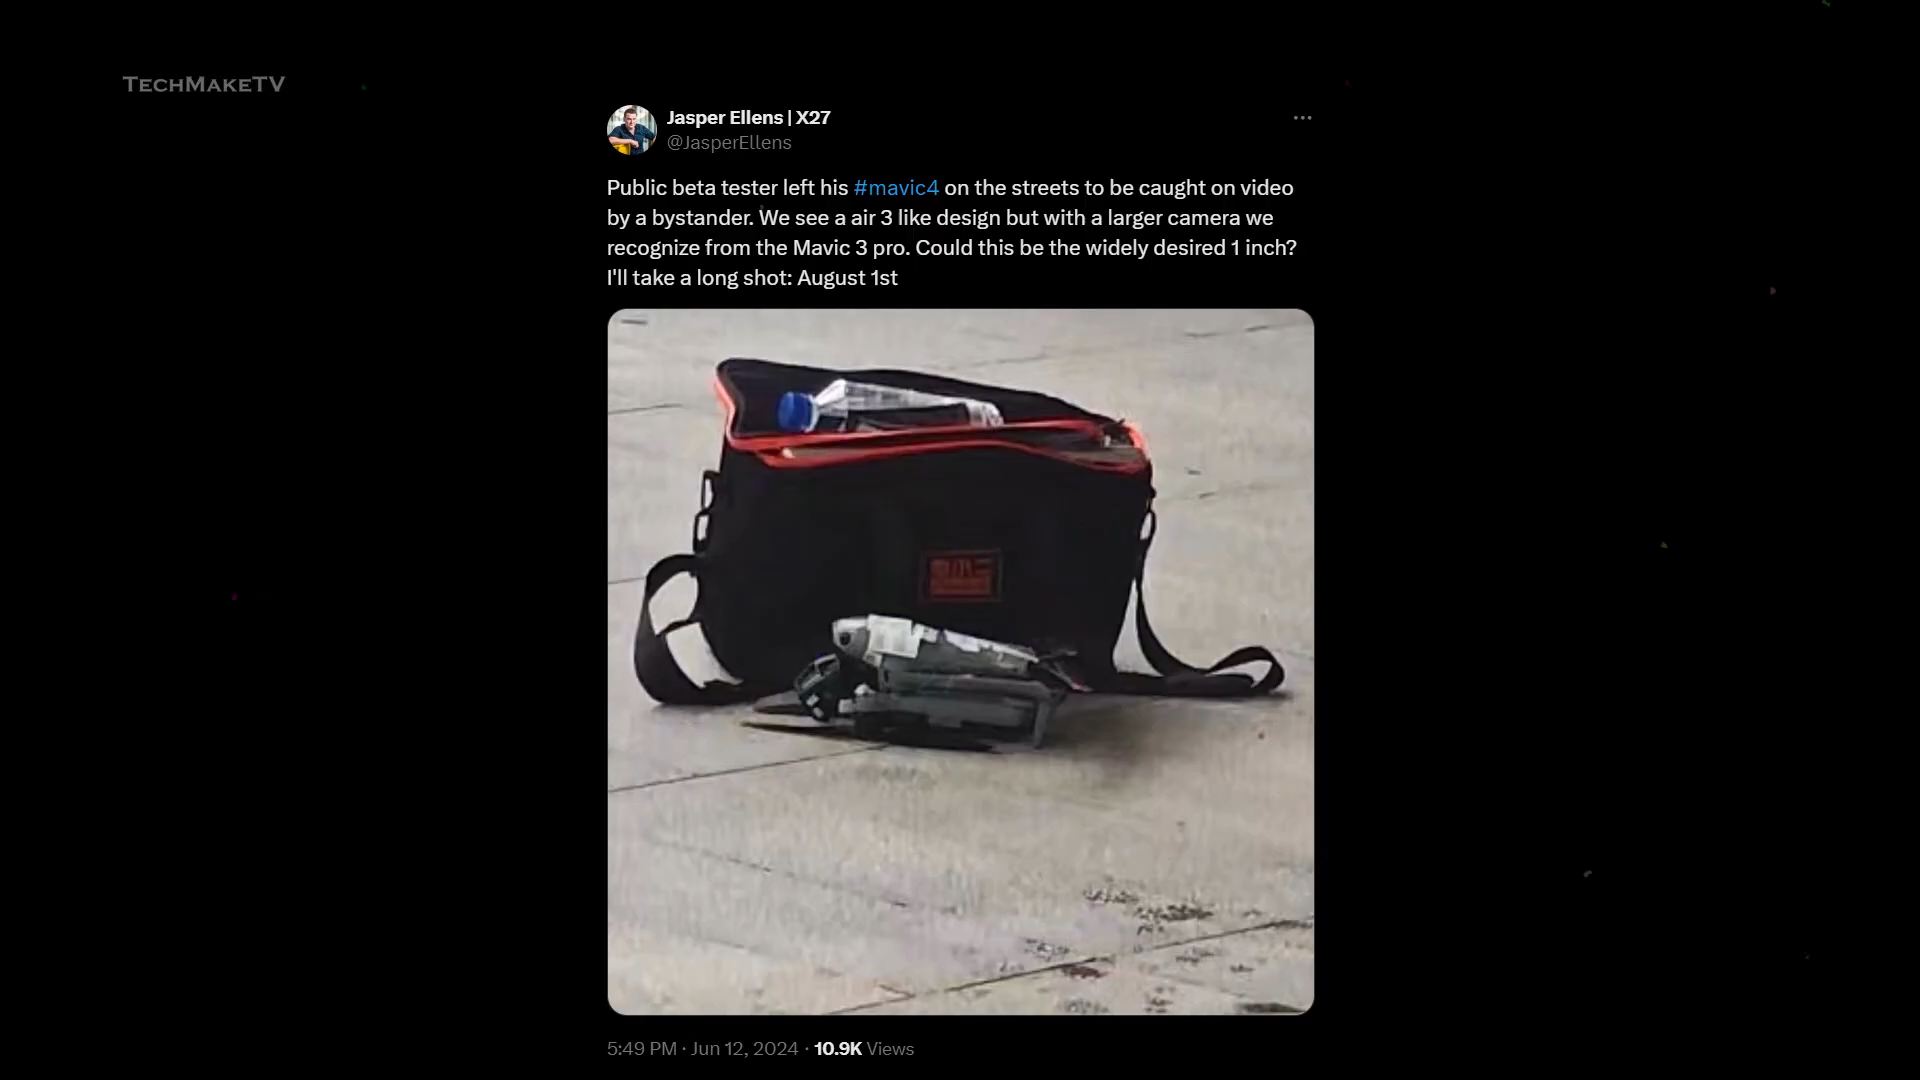 TECHMAKETV
Jasper Ellens | X27
@JasperEllens
Public beta tester left his #mavic4 on the streets to be caught on video
by a bystander. We see a air 3 like design but with a larger camera we
recognize from the Mavic 3 pro. Could this be the widely desired 1 inch?
I'll take a long shot: August 1st
5:49 PM · Jun 12, 2024 · 10.9K Views